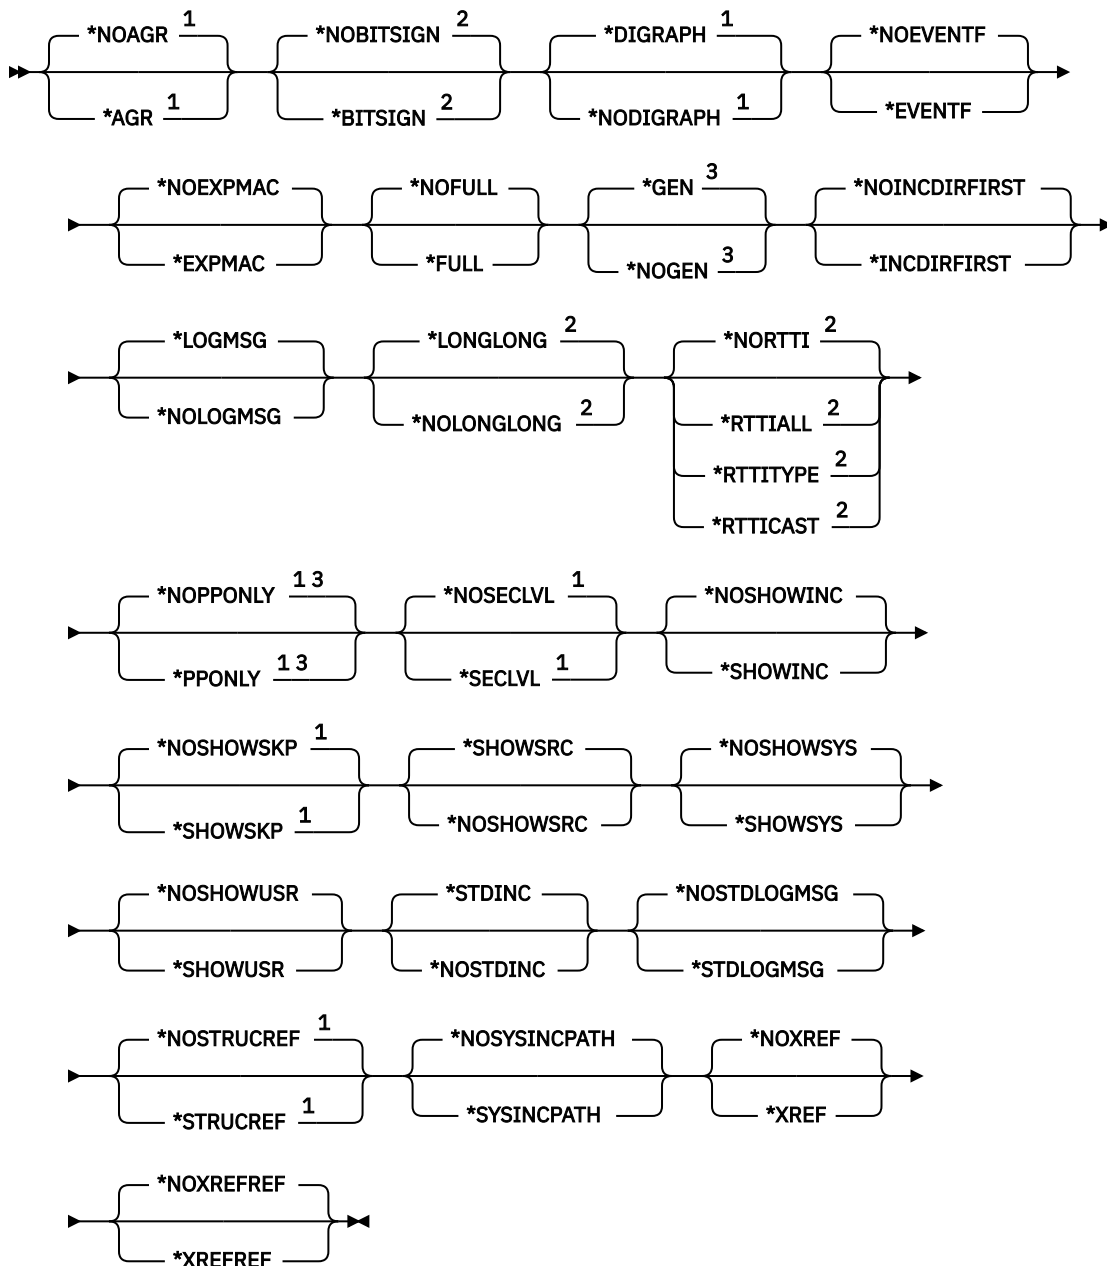 *NOAGR 1 *NOBITSIGN 2 *DIGRAPH 1 *NOEVENTF
*AGR 1 *BITSIGN 2 *NODIGRAPH 1 *EVENTF
*NOEXPMAC *NOFULL *GEN 3 *NOINCDIRFIRST
*EXPMAC *FULL *NOGEN 3 *INCDIRFIRST
*LOGMSG *LONGLONG 2 *NORTTI 2
*NOLOGMSG *NOLONGLONG 2 *RTTIALL 2
*RTTITYPE 2
*RTTICAST 2
*NOPPONLY 1 3 *NOSECLVL 1 *NOSHOWINC
*PPONLY 1 3 *SECLVL 1 *SHOWINC
*NOSHOWSKP 1 *SHOWSRC *NOSHOWSYS
*SHOWSKP 1 *NOSHOWSRC *SHOWSYS
*NOSHOWUSR *STDINC *NOSTDLOGMSG
*SHOWUSR *NOSTDINC *STDLOGMSG
*NOSTRUCREF 1 *NOSYSINCPATH *NOXREF
*STRUCREF 1 *SYSINCPATH *XREF
*NOXREFREF
*XREFREF